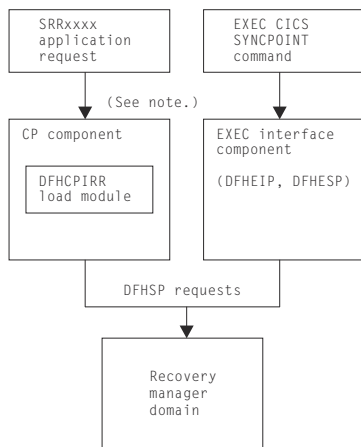 SRRxxxx
application
request
EXEC CICS
SYNCPOINT
command
(See note.)
CP component
DFHCPIRR
load module
EXEC interface
component
(DFHEIP, DFHESP)
DFHSP requests
Recovery
manager
domain